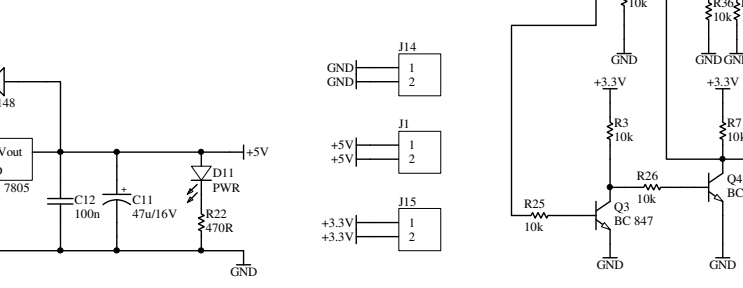 148
Vout
7805
+5V
C12
100n
+
C11
47u/16V
D11
PWR
R22
470R
GND
J14
GND 1
GND 2
J1
+5V 1
+5V 2
J15
+3.3V 1
+3.3V 2
10k
R36
10k
GND
GND
+3.3V
+3.3V
R3
10k
R7
10k
R26
10k
R25
10k
Q3
BC 847
Q4
BC
GND
GND